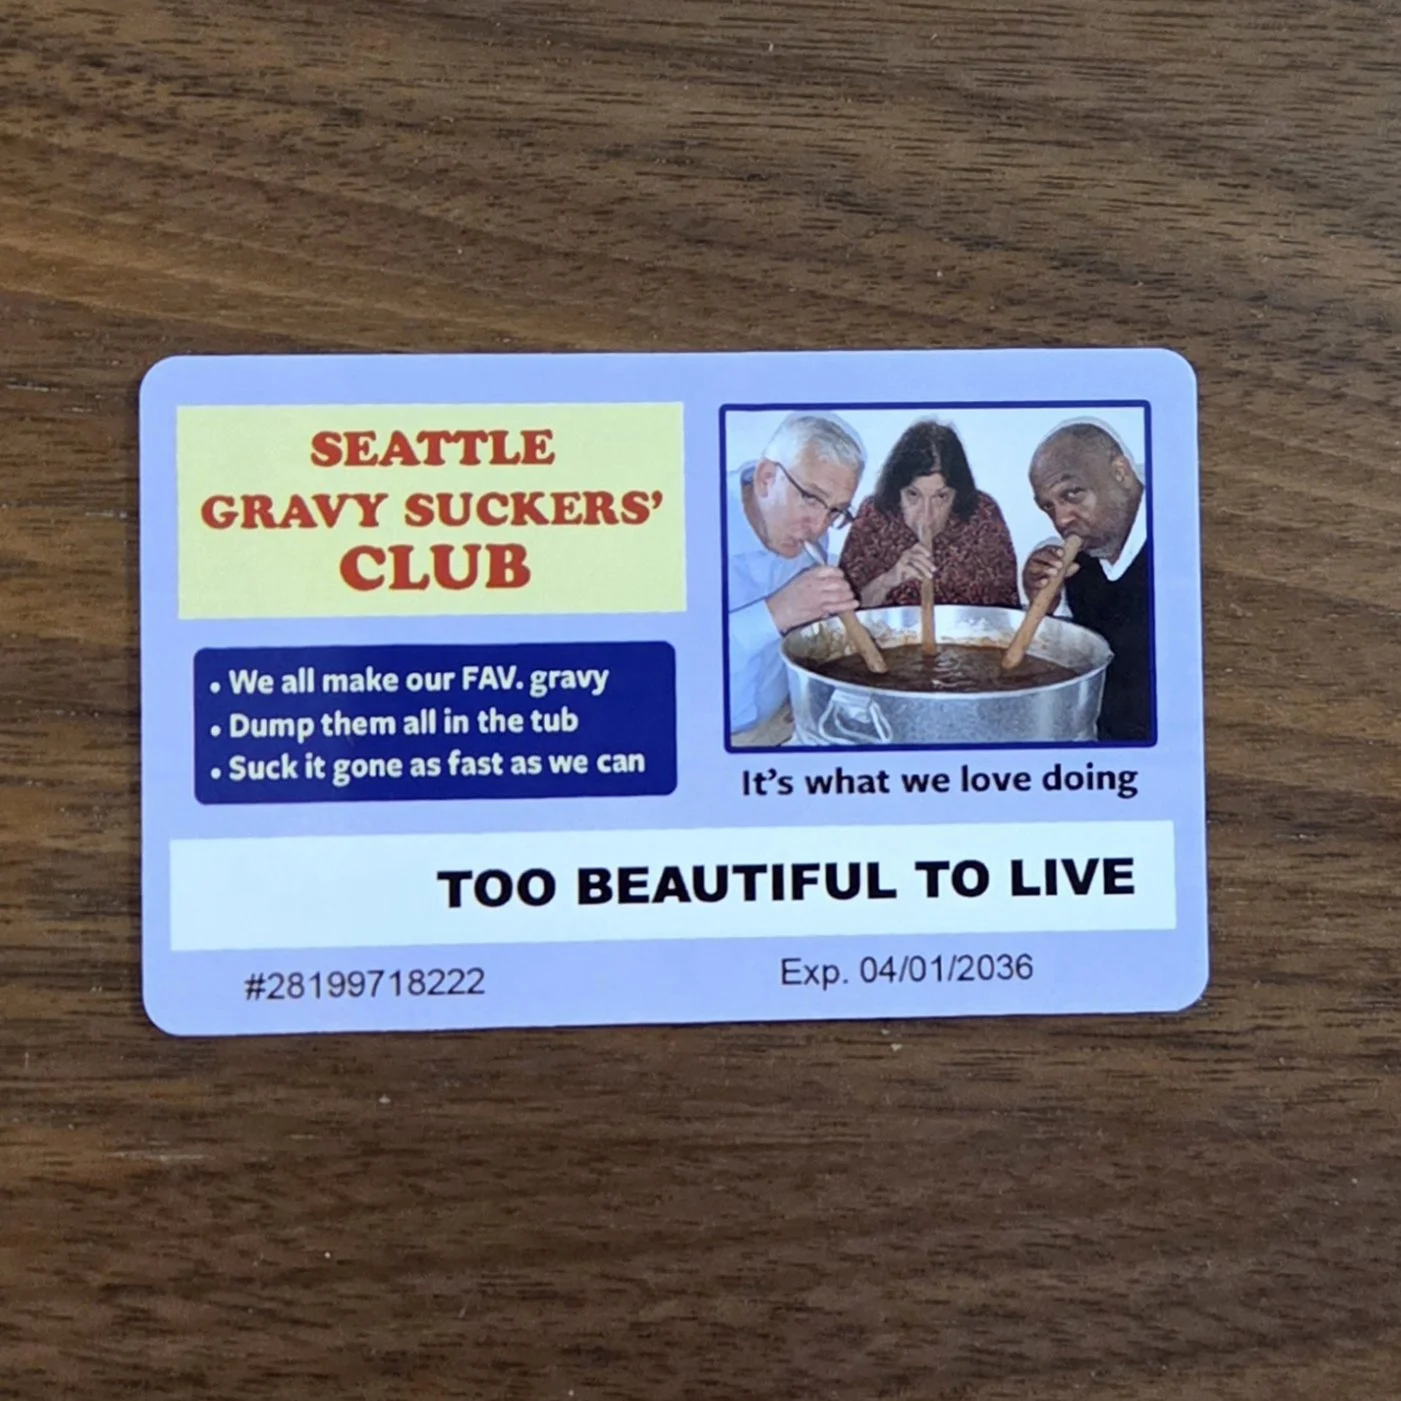 SEATTLE
GRAVY SUCKERS’
CLUB
• We all make our FAV. gravy
• Dump them all in the tub
• Suck it gone as fast as we can
It’s what we love doing
TOO BEAUTIFUL TO LIVE
#28199718222
Exp. 04/01/2036